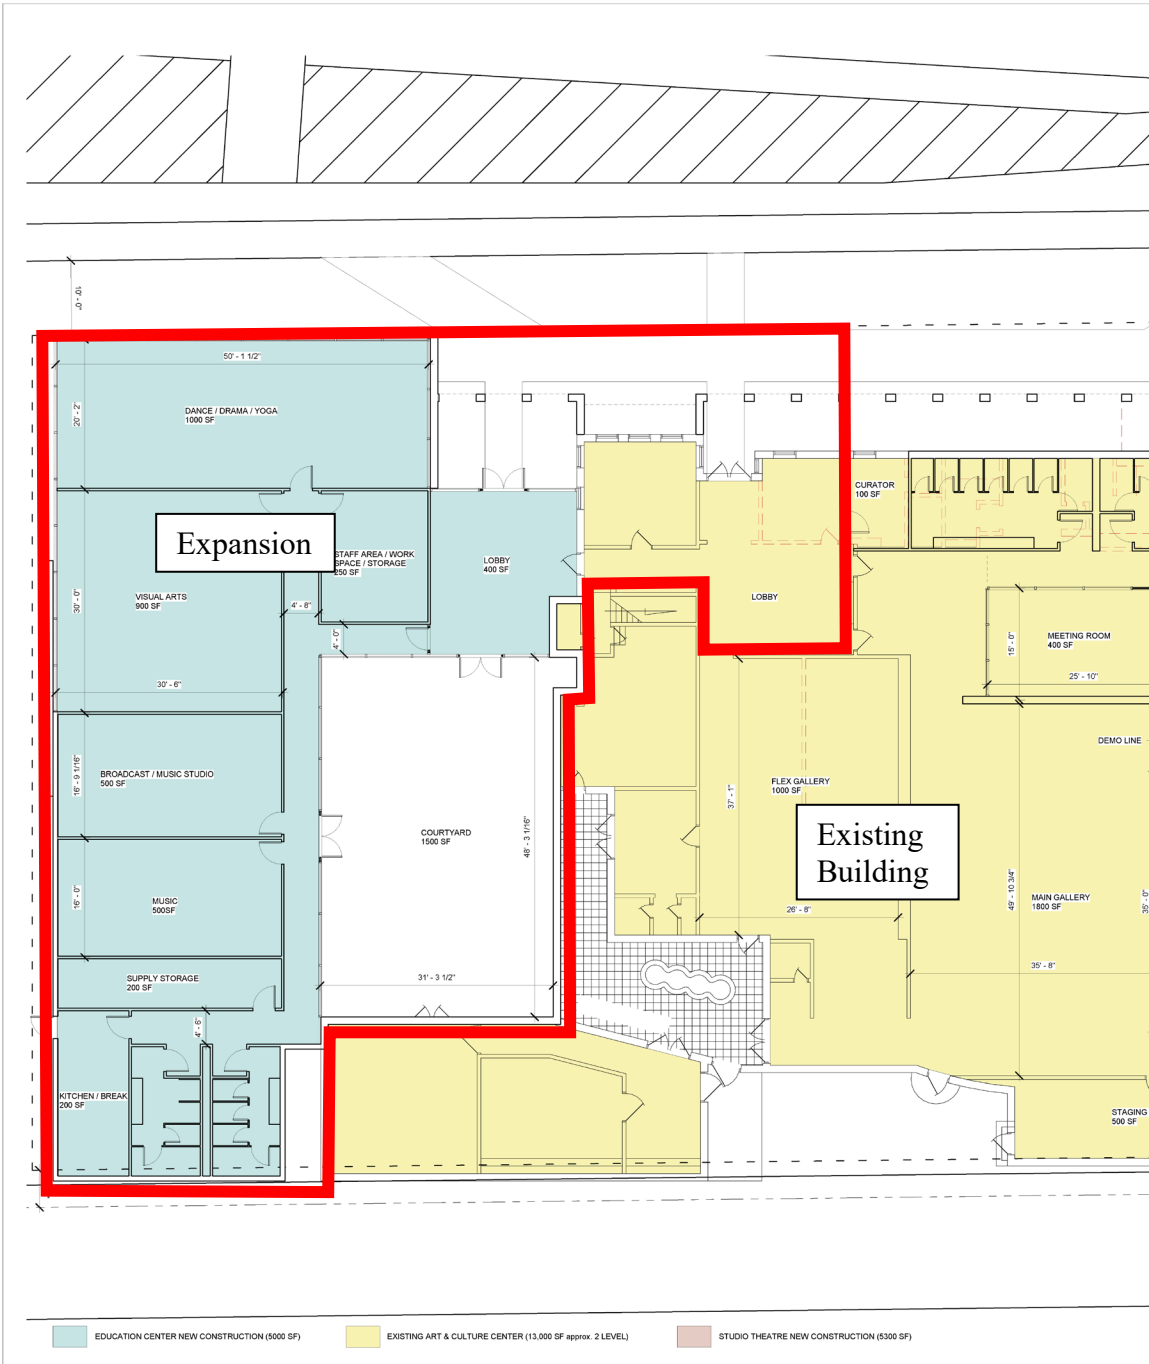 10' - 0"
50' - 1 1/2"
20' - 2"
DANCE / DRAMA / YOGA
1000 SF
CURATOR
100 SF
Expansion
STAFF AREA / WORK
SPACE / STORAGE
250 SF
LOBBY
400 SF
VISUAL ARTS
900 SF
30' - 0"
4' - 8"
LOBBY
4' - 0"
15' - 0"
MEETING ROOM
400 SF
25' - 10"
30' - 6"
DEMO LINE
BROADCAST / MUSIC STUDIO
500 SF
16' - 9 1/16"
FLEX GALLERY
1000 SF
37' - 1"
COURTYARD
1500 SF
48' - 3 1/16"
Existing
Building
MUSIC
500SF
16' - 0"
49' - 10 3/4"
MAIN GALLERY
1800 SF
35' - 0"
26' - 8"
SUPPLY STORAGE
200 SF
31' - 3 1/2"
35' - 8"
4' - 6"
KITCHEN / BREAK
200 SF
STAGING
500 SF
EDUCATION CENTER NEW CONSTRUCTION (5000 SF)
EXISTING ART & CULTURE CENTER (13,000 SF approx. 2 LEVEL)
STUDIO THEATRE NEW CONSTRUCTION (5300 SF)